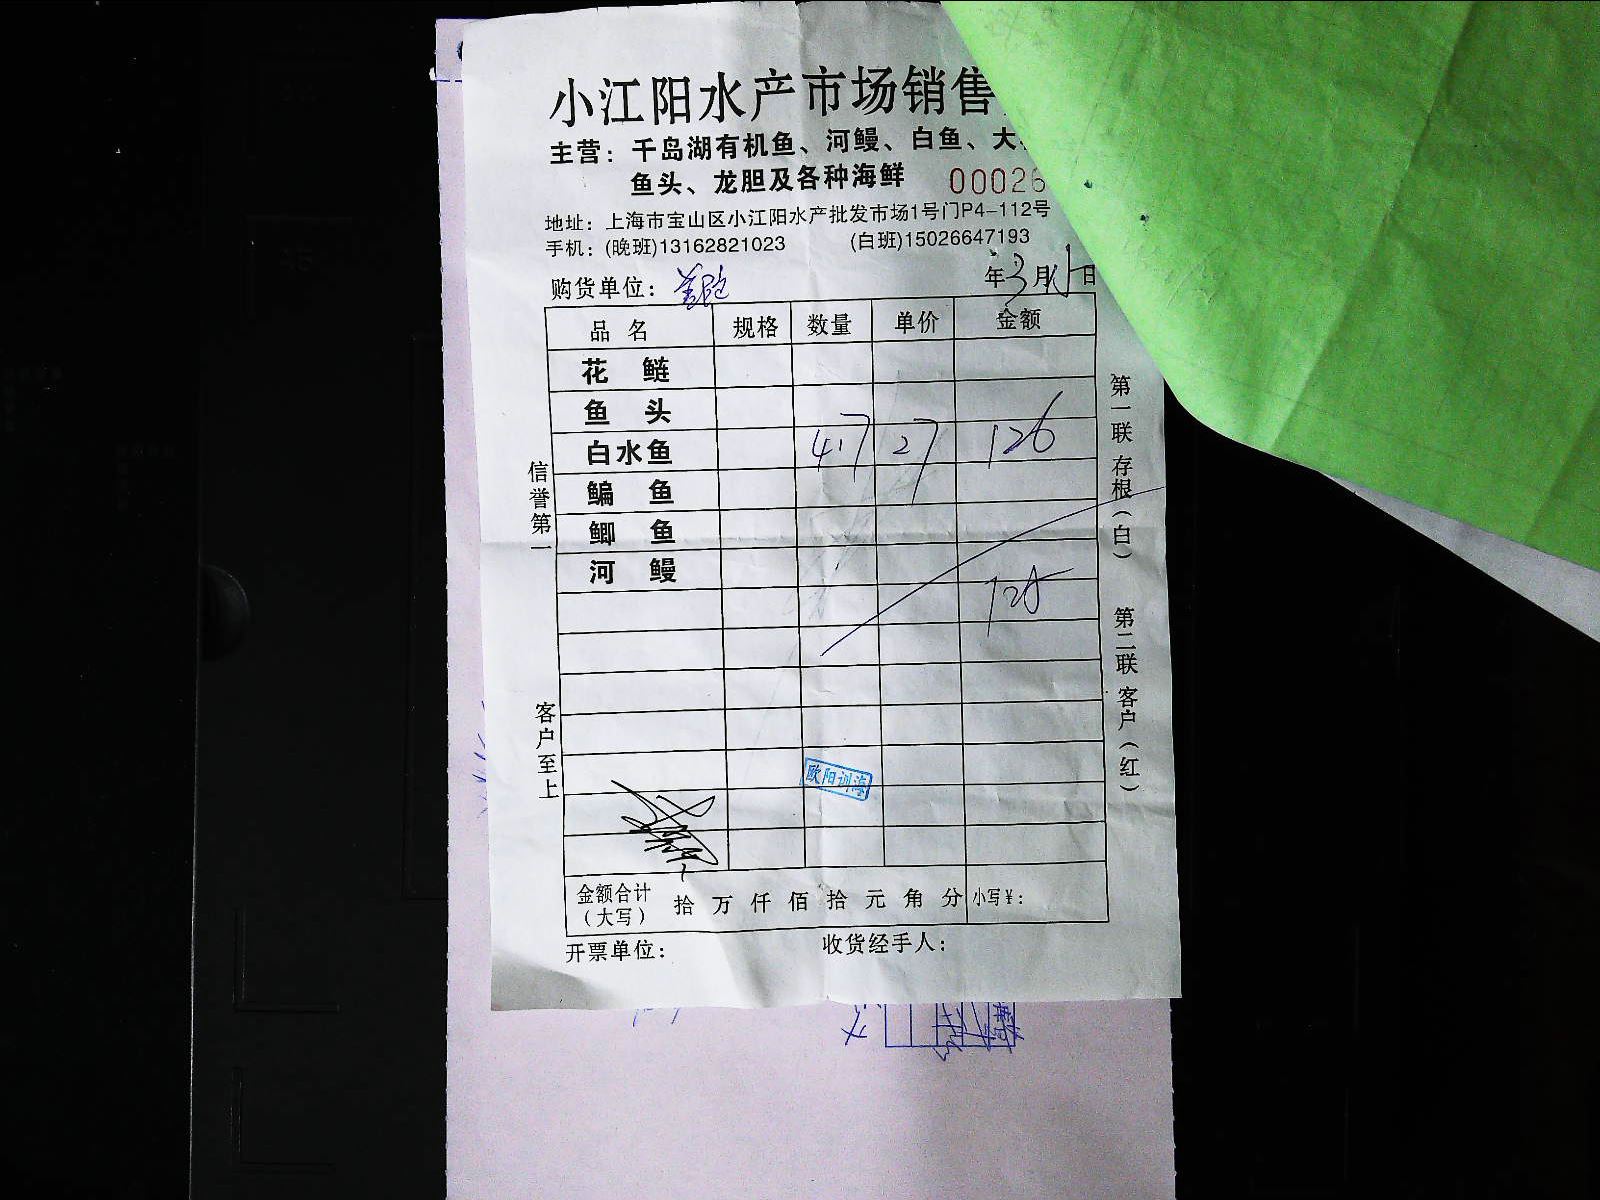 小江阳水产市场销售
主营：千岛湖有机鱼、河鳗、白鱼、大
鱼头、龙胆及各种海鲜 00026
地址：上海市宝山区小江阳水产批发市场1号门P4-112号
手机：(晚班)13162821023 (白班)15026647193
购货单位： 年3月 日
品名 规格 数量 单价 金额
花鲢
鱼头
白水鱼 4.7 27 126
鳊鱼
鲫鱼
河鳗
125
欧阳训海
金额合计（大写） 拾 万 仟 佰 拾 元 角 分 小写￥：
开票单位： 收货经手人：
信誉第一
客户至上
第一联 存根（白）
第二联 客户（红）